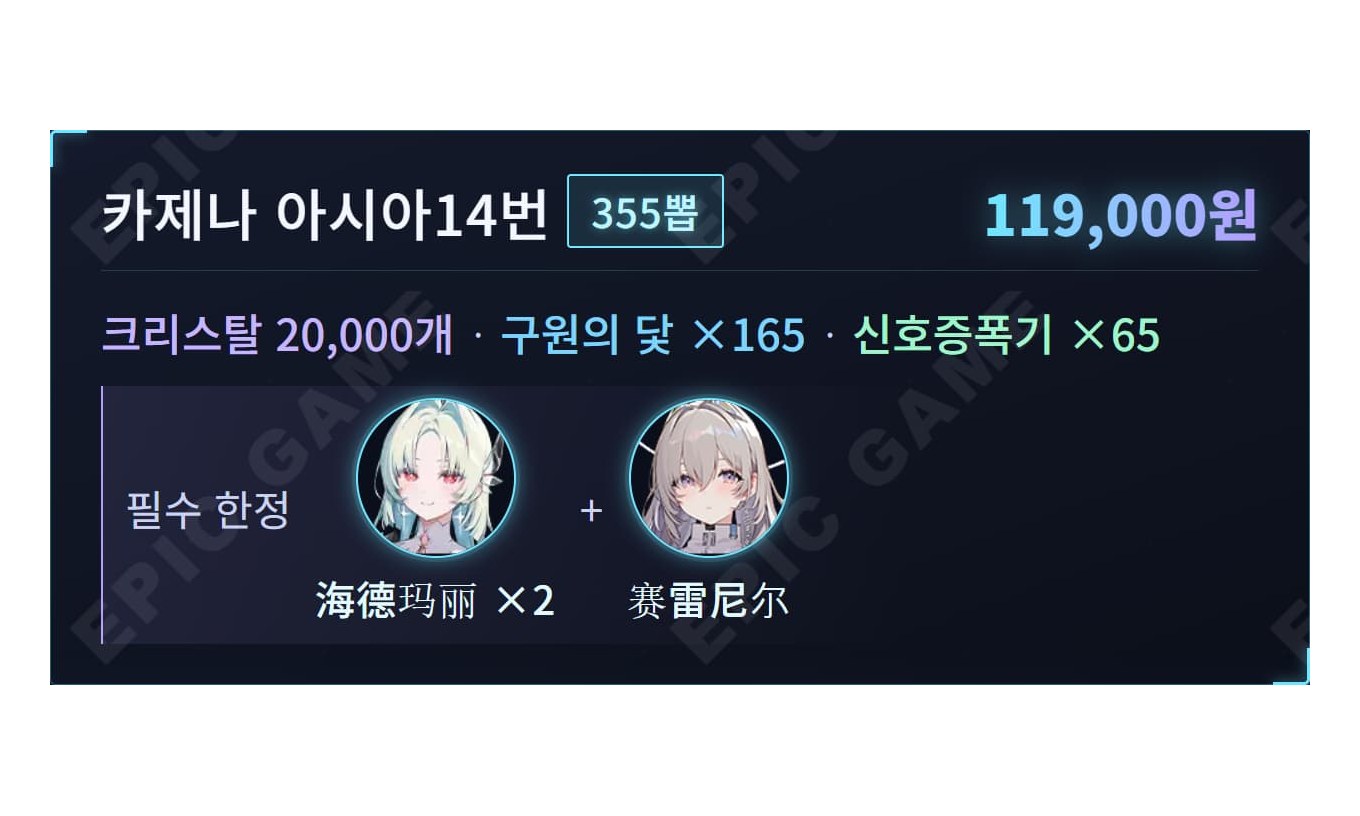 카제나 아시아14번 355뽑 119,000원
크리스탈 20,000개 · 구원의 닻 ×165 · 신호증폭기 ×65
필수 한정 +
海德玛丽 ×2 赛雷尼尔
EPIC GAME